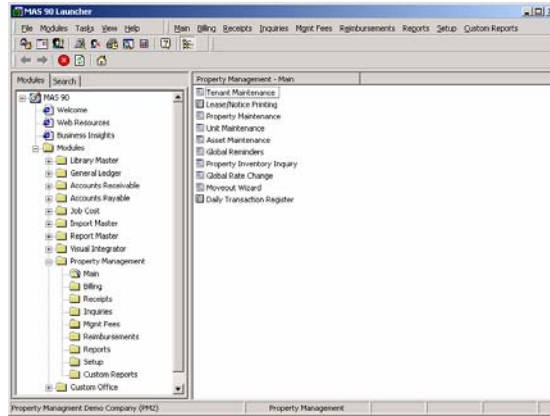 MAS 90 Launcher
File Modules Tasks View Help Main Billing Receipts Inquiries Mgmt Fees Reimbursements Reports Setup Custom Reports
Modules Search
MAS 90
Welcome
Web Resources
Business Insights
Modules
Library Master
General Ledger
Accounts Receivable
Accounts Payable
Job Cost
Import Master
Report Master
Visual Integrator
Property Management
Main
Billing
Receipts
Inquiries
Mgmt Fees
Reimbursements
Reports
Setup
Custom Reports
Custom Office
Property Management - Main
Tenant Maintenance
Lease/Notice Printing
Property Maintenance
Unit Maintenance
Asset Maintenance
Global Reminders
Property Inventory Inquiry
Global Rate Change
Moveout Wizard
Daily Transaction Register
Property Managment Demo Company (PM2) Property Management